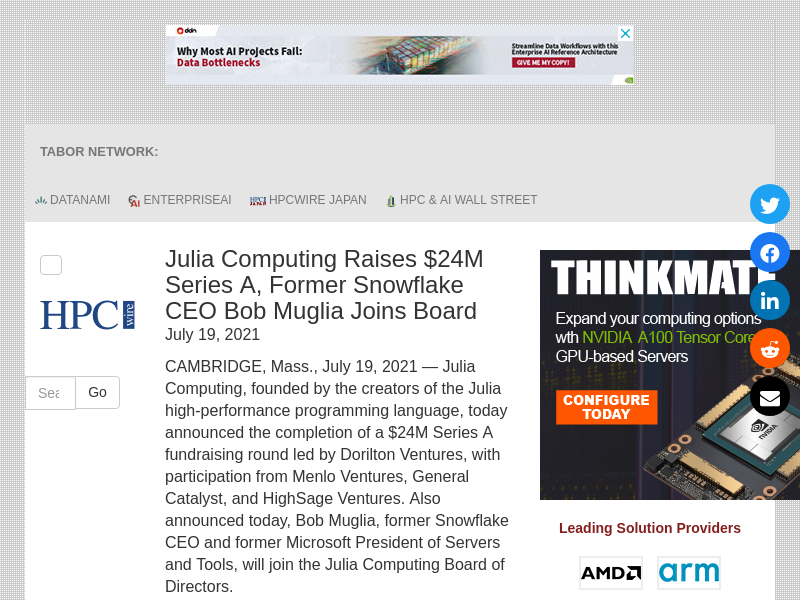 ddn
Why Most AI Projects Fail:
Data Bottlenecks
Streamline Data Workflows with this
Enterprise AI Reference Architecture
GIVE ME MY COPY!
TABOR NETWORK:
DATANAMI
ENTERPRISEAI
HPCWIRE JAPAN
HPC & AI WALL STREET
HPC wire
Sea
Go
Julia Computing Raises $24M
Series A, Former Snowflake
CEO Bob Muglia Joins Board
July 19, 2021
CAMBRIDGE, Mass., July 19, 2021 — Julia
Computing, founded by the creators of the Julia
high-performance programming language, today
announced the completion of a $24M Series A
fundraising round led by Dorilton Ventures, with
participation from Menlo Ventures, General
Catalyst, and HighSage Ventures. Also
announced today, Bob Muglia, former Snowflake
CEO and former Microsoft President of Servers
and Tools, will join the Julia Computing Board of
Directors.
THINKMATE
Expand your computing options
wth NVIDIA A100 Tensor Core
GPU-based Servers
CONFIGURE
TODAY
NVIDIA
Leading Solution Providers
AMD
arm